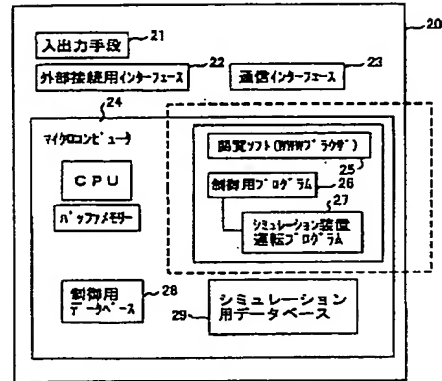 20
入出力手段
21
外部接続用インターフェース
22
通信インターフェース
23
24
マイクロコンピュータ
CPU
バッファメモリー
閲覧ソフト(WWWブラウザ)
25
制御用プログラム
26
27
シミュレーション装置
運転プログラム
制御用
データベース
28
シミュレーション
用データベース
29